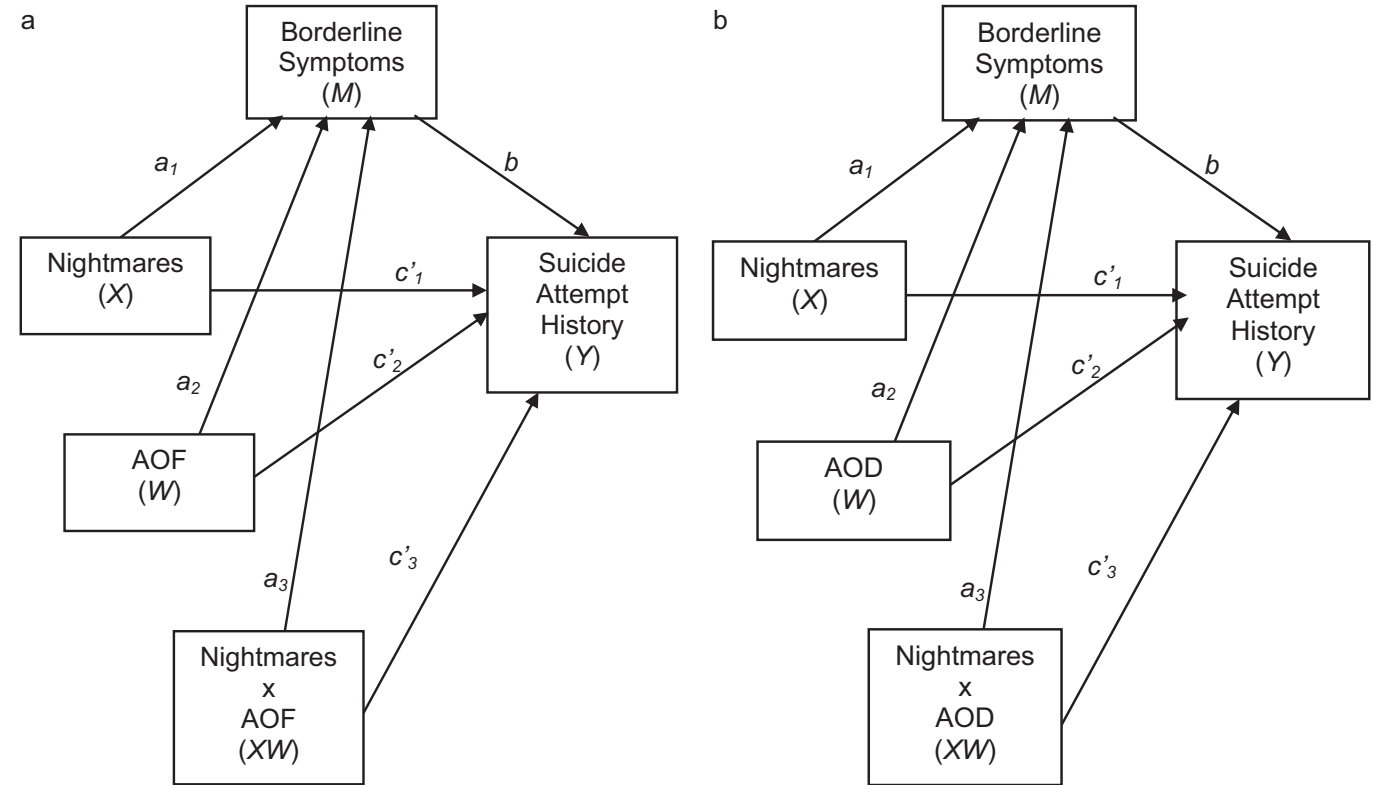 a
Borderline
Symptoms
(M)
a₁
b
Nightmares
(X)
c'₁
Suicide
Attempt
History
(Y)
c'₂
a₂
AOF
(W)
a₃
c'₃
Nightmares
x
AOF
(XW)
b
Borderline
Symptoms
(M)
a₁
b
Nightmares
(X)
c'₁
Suicide
Attempt
History
(Y)
c'₂
a₂
AOD
(W)
a₃
c'₃
Nightmares
x
AOD
(XW)